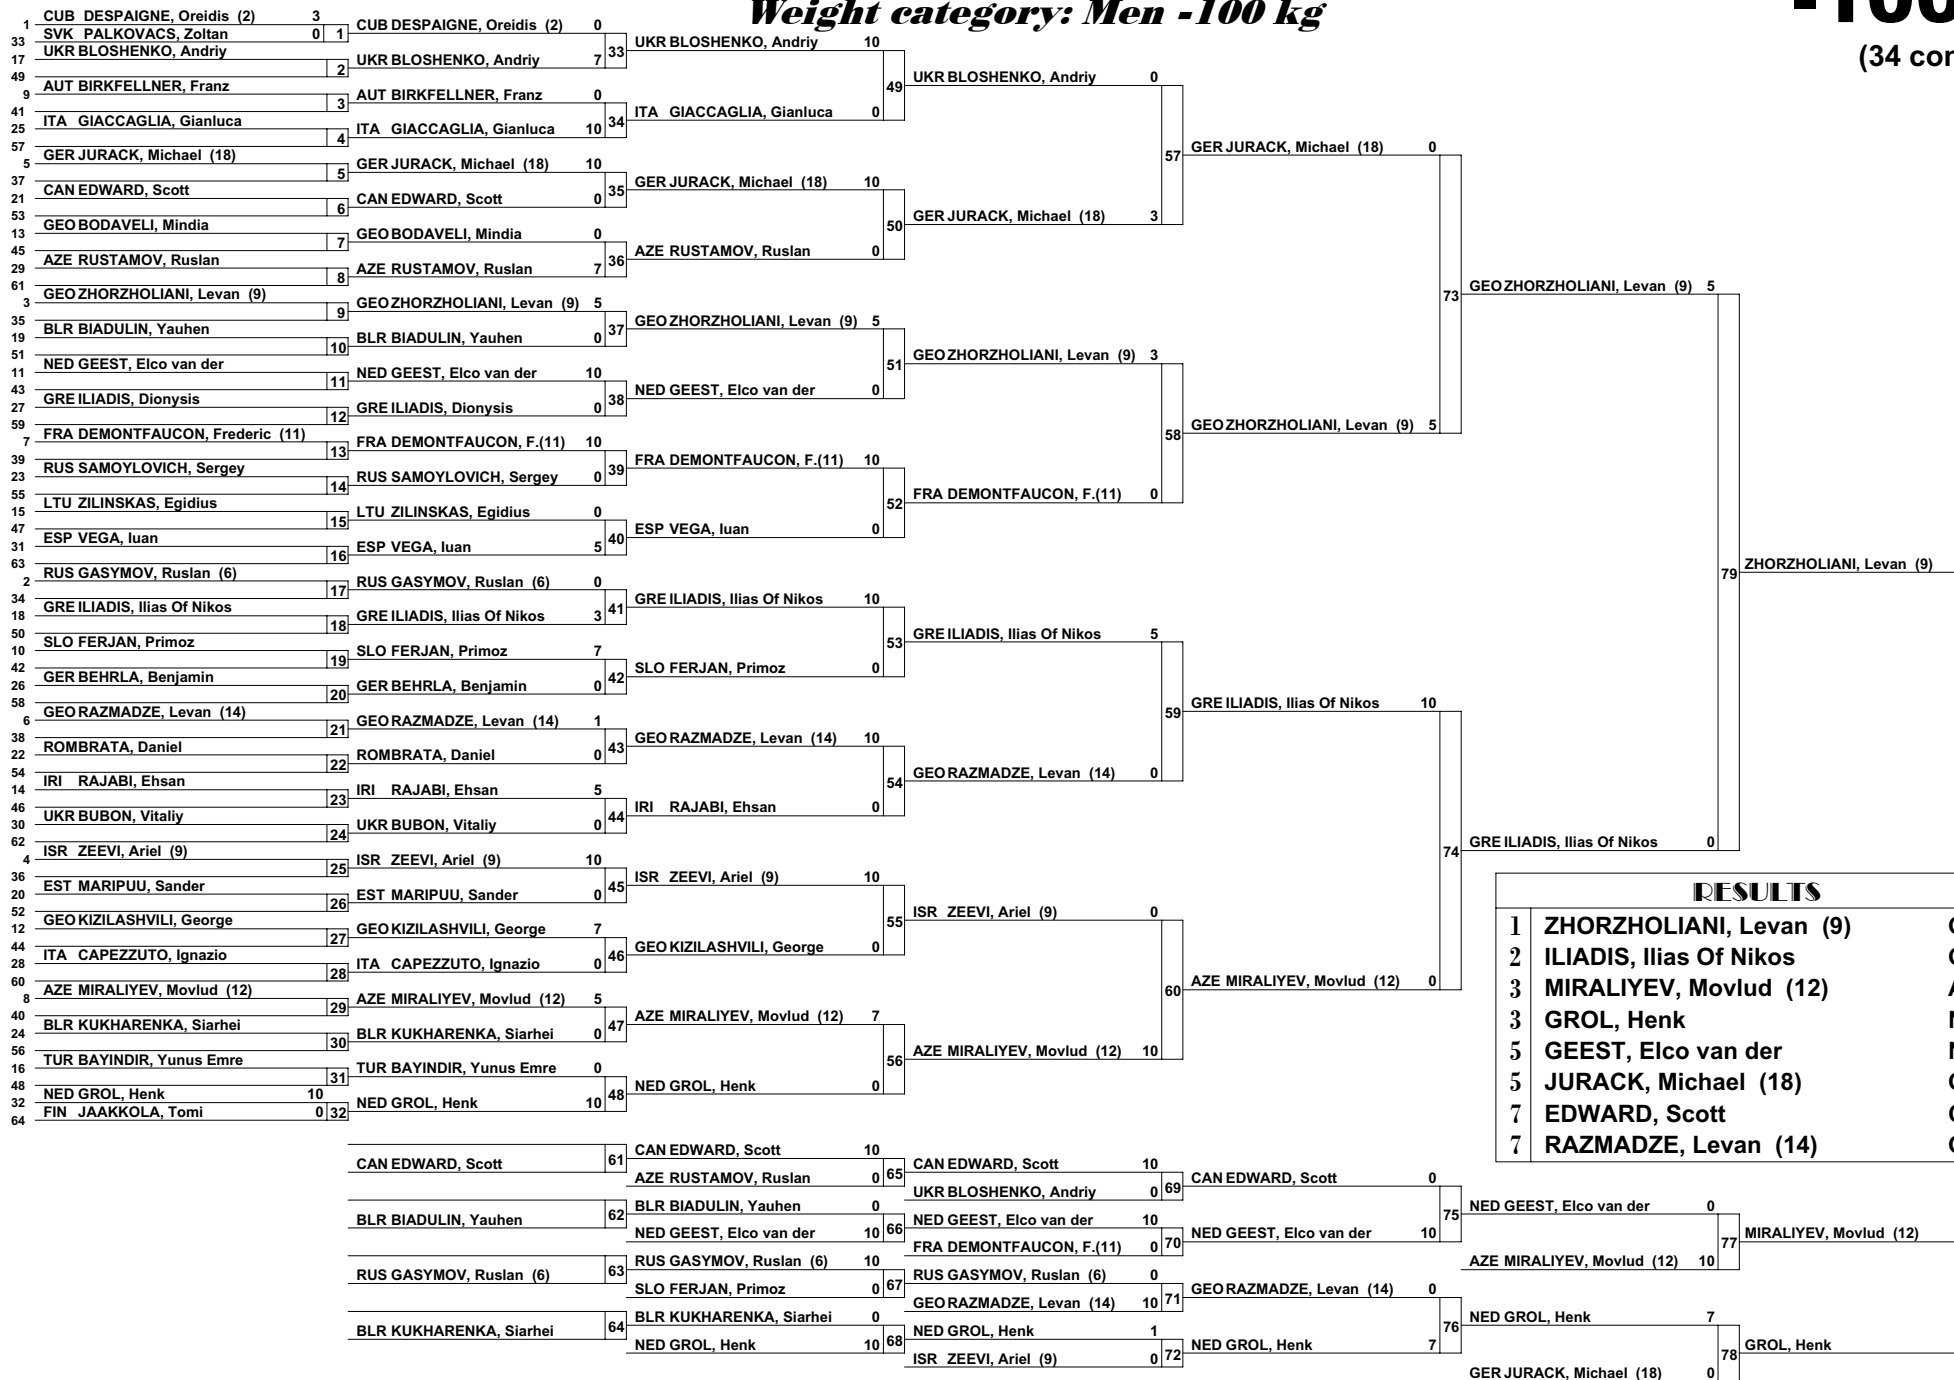 Weight category: Men -100 kg
-100
(34 con
1 CUB DESPAIGNE, Oreidis (2) 3
33 SVK PALKOVACS, Zoltan 0 1
17 UKR BLOSHENKO, Andriy
49 2
9 AUT BIRKFELLNER, Franz
41 3
25 ITA GIACCAGLIA, Gianluca
57 4
5 GER JURACK, Michael (18)
37 5
21 CAN EDWARD, Scott
53 6
13 GEO BODAVELI, Mindia
45 7
29 AZE RUSTAMOV, Ruslan
61 8
3 GEO ZHORZHOLIANI, Levan (9)
35 9
19 BLR BIADULIN, Yauhen
51 10
11 NED GEEST, Elco van der
43 11
27 GRE ILIADIS, Dionysis
59 12
7 FRA DEMONTFAUCON, Frederic (11)
39 13
23 RUS SAMOYLOVICH, Sergey
55 14
15 LTU ZILINSKAS, Egidius
47 15
31 ESP VEGA, Iuan
63 16
2 RUS GASYMOV, Ruslan (6)
34 17
18 GRE ILIADIS, Ilias Of Nikos
50 18
10 SLO FERJAN, Primoz
42 19
26 GER BEHRLA, Benjamin
58 20
6 GEO RAZMADZE, Levan (14)
38 21
22 ROMBRATA, Daniel
54 22
14 IRI RAJABI, Ehsan
46 23
30 UKR BUBON, Vitaliy
62 24
4 ISR ZEEVI, Ariel (9)
36 25
20 EST MARIPUU, Sander
52 26
12 GEO KIZILASHVILI, George
44 27
28 ITA CAPEZZUTO, Ignazio
60 28
8 AZE MIRALIYEV, Movlud (12)
40 29
24 BLR KUKHARENKA, Siarhei
56 30
16 TUR BAYINDIR, Yunus Emre
48 31
32 NED GROL, Henk 10
64 FIN JAAKKOLA, Tomi 0 32
CUB DESPAIGNE, Oreidis (2) 0
33
UKR BLOSHENKO, Andriy 7
AUT BIRKFELLNER, Franz 0
34
ITA GIACCAGLIA, Gianluca 10
GER JURACK, Michael (18) 10
35
CAN EDWARD, Scott 0
GEO BODAVELI, Mindia 0
36
AZE RUSTAMOV, Ruslan 7
GEO ZHORZHOLIANI, Levan (9) 5
37
BLR BIADULIN, Yauhen 0
NED GEEST, Elco van der 10
38
GRE ILIADIS, Dionysis 0
FRA DEMONTFAUCON, F.(11) 10
39
RUS SAMOYLOVICH, Sergey 0
LTU ZILINSKAS, Egidius 0
40
ESP VEGA, Iuan 5
RUS GASYMOV, Ruslan (6) 0
41
GRE ILIADIS, Ilias Of Nikos 3
SLO FERJAN, Primoz 7
42
GER BEHRLA, Benjamin 0
GEO RAZMADZE, Levan (14) 1
43
ROMBRATA, Daniel 0
IRI RAJABI, Ehsan 5
44
UKR BUBON, Vitaliy 0
ISR ZEEVI, Ariel (9) 10
45
EST MARIPUU, Sander 0
GEO KIZILASHVILI, George 7
46
ITA CAPEZZUTO, Ignazio 0
AZE MIRALIYEV, Movlud (12) 5
47
BLR KUKHARENKA, Siarhei 0
TUR BAYINDIR, Yunus Emre 0
48
NED GROL, Henk 10
UKR BLOSHENKO, Andriy 10
49
ITA GIACCAGLIA, Gianluca 0
GER JURACK, Michael (18) 10
50
AZE RUSTAMOV, Ruslan 0
GEO ZHORZHOLIANI, Levan (9) 5
51
NED GEEST, Elco van der 0
FRA DEMONTFAUCON, F.(11) 10
52
ESP VEGA, Iuan 0
GRE ILIADIS, Ilias Of Nikos 10
53
SLO FERJAN, Primoz 0
GEO RAZMADZE, Levan (14) 10
54
IRI RAJABI, Ehsan 0
ISR ZEEVI, Ariel (9) 10
55
GEO KIZILASHVILI, George 0
AZE MIRALIYEV, Movlud (12) 7
56
NED GROL, Henk 0
UKR BLOSHENKO, Andriy 0
57
GER JURACK, Michael (18) 3
GEO ZHORZHOLIANI, Levan (9) 3
58
FRA DEMONTFAUCON, F.(11) 0
GRE ILIADIS, Ilias Of Nikos 5
59
GEO RAZMADZE, Levan (14) 0
ISR ZEEVI, Ariel (9) 0
60
AZE MIRALIYEV, Movlud (12) 10
GER JURACK, Michael (18) 0
73
GEO ZHORZHOLIANI, Levan (9) 5
GRE ILIADIS, Ilias Of Nikos 10
74
AZE MIRALIYEV, Movlud (12) 0
GEO ZHORZHOLIANI, Levan (9) 5
79
GRE ILIADIS, Ilias Of Nikos 0
ZHORZHOLIANI, Levan (9)
RESULTS
1 ZHORZHOLIANI, Levan (9) G
2 ILIADIS, Ilias Of Nikos G
3 MIRALIYEV, Movlud (12) A
3 GROL, Henk N
5 GEEST, Elco van der N
5 JURACK, Michael (18) G
7 EDWARD, Scott C
7 RAZMADZE, Levan (14) G
CAN EDWARD, Scott 61
BLR BIADULIN, Yauhen 62
RUS GASYMOV, Ruslan (6) 63
BLR KUKHARENKA, Siarhei 64
CAN EDWARD, Scott 10
AZE RUSTAMOV, Ruslan 0 65
BLR BIADULIN, Yauhen 0
NED GEEST, Elco van der 10 66
RUS GASYMOV, Ruslan (6) 10
SLO FERJAN, Primoz 0 67
BLR KUKHARENKA, Siarhei 0
NED GROL, Henk 10 68
CAN EDWARD, Scott 10
UKR BLOSHENKO, Andriy 0 69
NED GEEST, Elco van der 10
FRA DEMONTFAUCON, F.(11) 0 70
RUS GASYMOV, Ruslan (6) 0
GEO RAZMADZE, Levan (14) 10 71
NED GROL, Henk 1
ISR ZEEVI, Ariel (9) 0 72
CAN EDWARD, Scott 0
75
NED GEEST, Elco van der 10
GEO RAZMADZE, Levan (14) 0
76
NED GROL, Henk 7
NED GEEST, Elco van der 0
77
AZE MIRALIYEV, Movlud (12) 10
NED GROL, Henk 7
78
GER JURACK, Michael (18) 0
MIRALIYEV, Movlud (12)
GROL, Henk